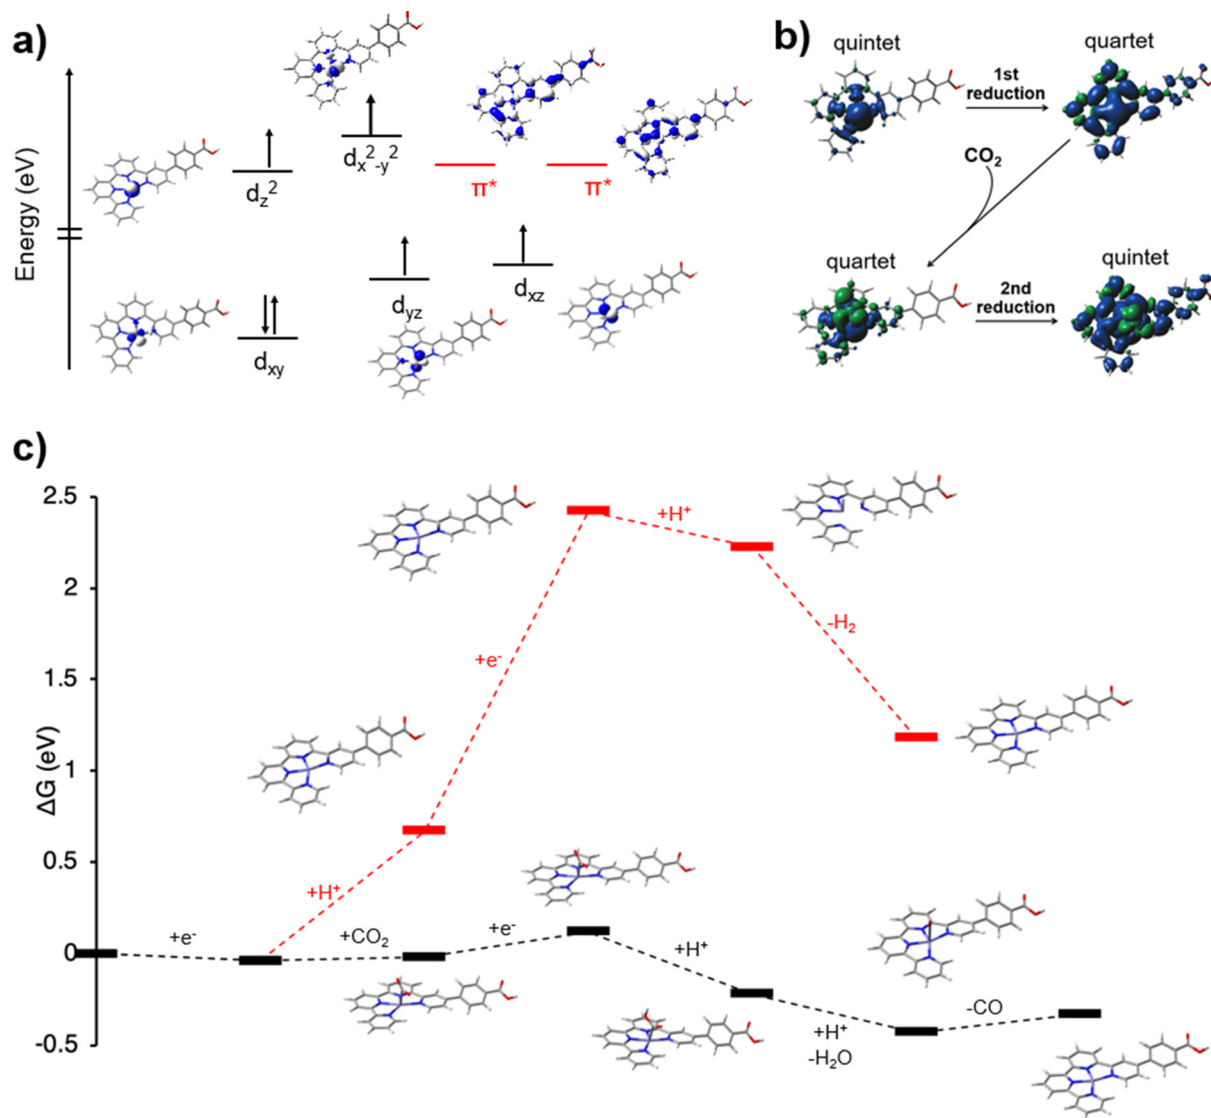 a)
Energy (eV)
d_z^2
d_x^2-y^2
π*
π*
d_xy
d_yz
d_xz
b)
quintet
1st
reduction
quartet
CO₂
quartet
2nd
reduction
quintet
c)
ΔG (eV)
2.5
2
1.5
1
0.5
0
-0.5
+H⁺
+e⁻
+H⁺
-H₂
+e⁻
+CO₂
+e⁻
+H⁺
+H⁺
-H₂O
-CO